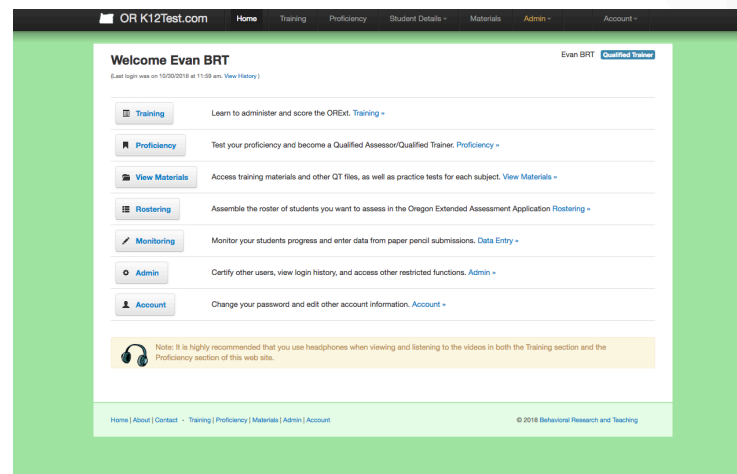 OR K12Test.com Home Training Proficiency Student Details Materials Admin Account
Welcome Evan BRT
Evan BRT Qualified Trainer
(Last login was on 10/30/2018 at 11:59 am. View History )
Training Learn to administer and score the ORExt. Training »
Proficiency Test your proficiency and become a Qualified Assessor/Qualified Trainer. Proficiency »
View Materials Access training materials and other QT files, as well as practice tests for each subject. View Materials »
Rostering Assemble the roster of students you want to assess in the Oregon Extended Assessment Application Rostering »
Monitoring Monitor your students progress and enter data from paper pencil submissions. Data Entry »
Admin Certify other users, view login history, and access other restricted functions. Admin »
Account Change your password and edit other account information. Account »
Note: It is highly recommended that you use headphones when viewing and listening to the videos in both the Training section and the
Proficiency section of this web site.
Home | About | Contact - Training | Proficiency | Materials | Admin | Account © 2018 Behavioral Research and Teaching